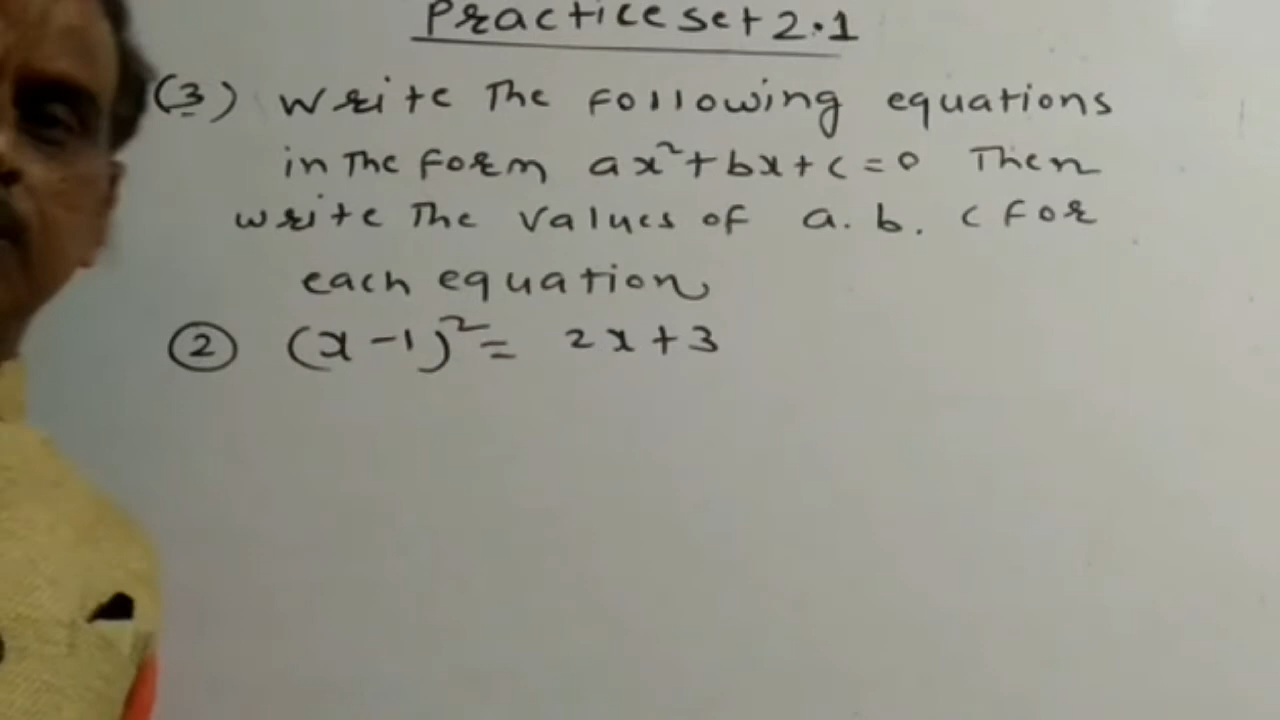 Practice set 2.1
(3) Write The Following equations
in The Form ax²+bx+c=0 Then
write The values of a. b. c For
each equation
② (x-1)²= 2x+3